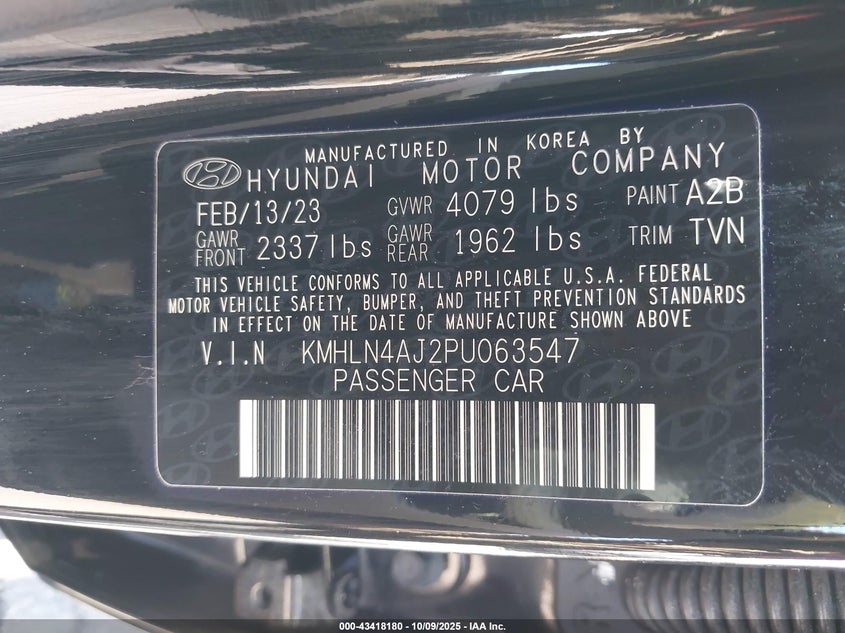 MANUFACTURED IN KOREA BY
HYUNDAI MOTOR COMPANY
FEB/13/23 GVWR 4079 lbs PAINT A2B
GAWR FRONT 2337 lbs GAWR REAR 1962 lbs TRIM TVN
THIS VEHICLE CONFORMS TO ALL APPLICABLE U.S.A. FEDERAL
MOTOR VEHICLE SAFETY, BUMPER, AND THEFT PREVENTION STANDARDS
IN EFFECT ON THE DATE OF MANUFACTURE SHOWN ABOVE
V.I.N KMHLN4AJ2PU063547
PASSENGER CAR
000-43418180 - 10/09/2025 - IAA Inc.